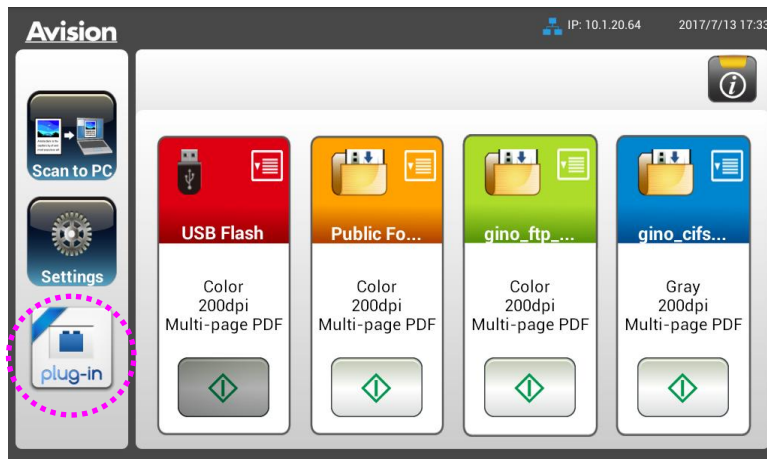 Avision
IP: 10.1.20.64 2017/7/13 17:33
Scan to PC
Settings
plug-in
USB Flash
Color
200dpi
Multi-page PDF
Public Fo...
Color
200dpi
Multi-page PDF
gino_ftp_...
Color
200dpi
Multi-page PDF
gino_cifs...
Gray
200dpi
Multi-page PDF